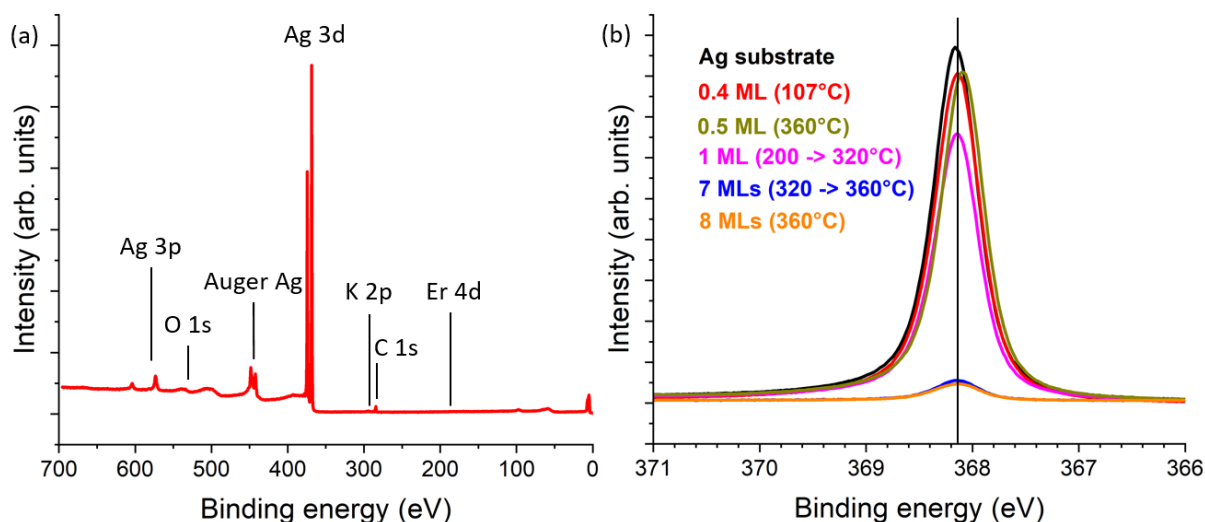 (a)
Ag 3d
Ag 3p
O 1s
Auger Ag
K 2p
C 1s
Er 4d
Intensity (arb. units)
700 600 500 400 300 200 100 0
Binding energy (eV)
(b)
Ag substrate
0.4 ML (107°C)
0.5 ML (360°C)
1 ML (200 -> 320°C)
7 MLs (320 -> 360°C)
8 MLs (360°C)
Intensity (arb. units)
371 370 369 368 367 366
Binding energy (eV)